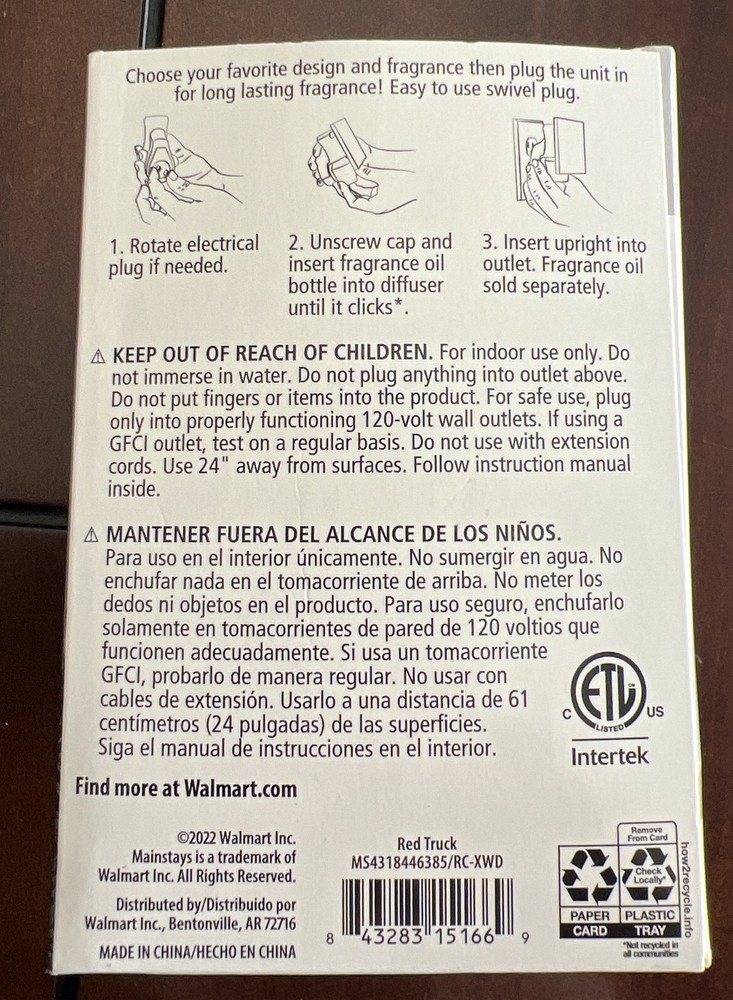 Choose your favorite design and fragrance then plug the unit in
for long lasting fragrance! Easy to use swivel plug.
1. Rotate electrical
plug if needed.
2. Unscrew cap and
insert fragrance oil
bottle into diffuser
until it clicks*.
3. Insert upright into
outlet. Fragrance oil
sold separately.
⚠ KEEP OUT OF REACH OF CHILDREN. For indoor use only. Do
not immerse in water. Do not plug anything into outlet above.
Do not put fingers or items into the product. For safe use, plug
only into properly functioning 120-volt wall outlets. If using a
GFCI outlet, test on a regular basis. Do not use with extension
cords. Use 24" away from surfaces. Follow instruction manual
inside.
⚠ MANTENER FUERA DEL ALCANCE DE LOS NIÑOS.
Para uso en el interior únicamente. No sumergir en agua. No
enchufar nada en el tomacorriente de arriba. No meter los
dedos ni objetos en el producto. Para uso seguro, enchufarlo
solamente en tomacorrientes de pared de 120 voltios que
funcionen adecuadamente. Si usa un tomacorriente
GFCI, probarlo de manera regular. No usar con
cables de extensión. Usarlo a una distancia de 61
centímetros (24 pulgadas) de las superficies.
Siga el manual de instrucciones en el interior.
C ETL US
LISTED
Intertek
Find more at Walmart.com
©2022 Walmart Inc.
Mainstays is a trademark of
Walmart Inc. All Rights Reserved.
Distributed by/Distribuido por
Walmart Inc., Bentonville, AR 72716
MADE IN CHINA/HECHO EN CHINA
Red Truck
MS4318446385/RC-XWD
8 43283 15166 9
Remove
From Card
Check
Locally*
PAPER
CARD
PLASTIC
TRAY
*Not recycled in
all communities
how2recycle.info